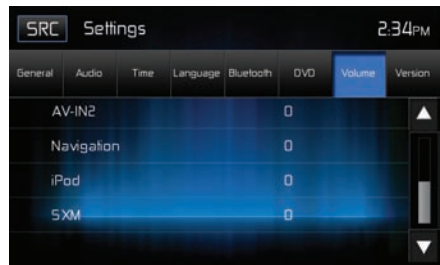 SRC Settings 2:34PM
General Audio Time Language Bluetooth DVD Volume Version
AV-IN2 0
Navigation 0
iPod 0
SXM 0